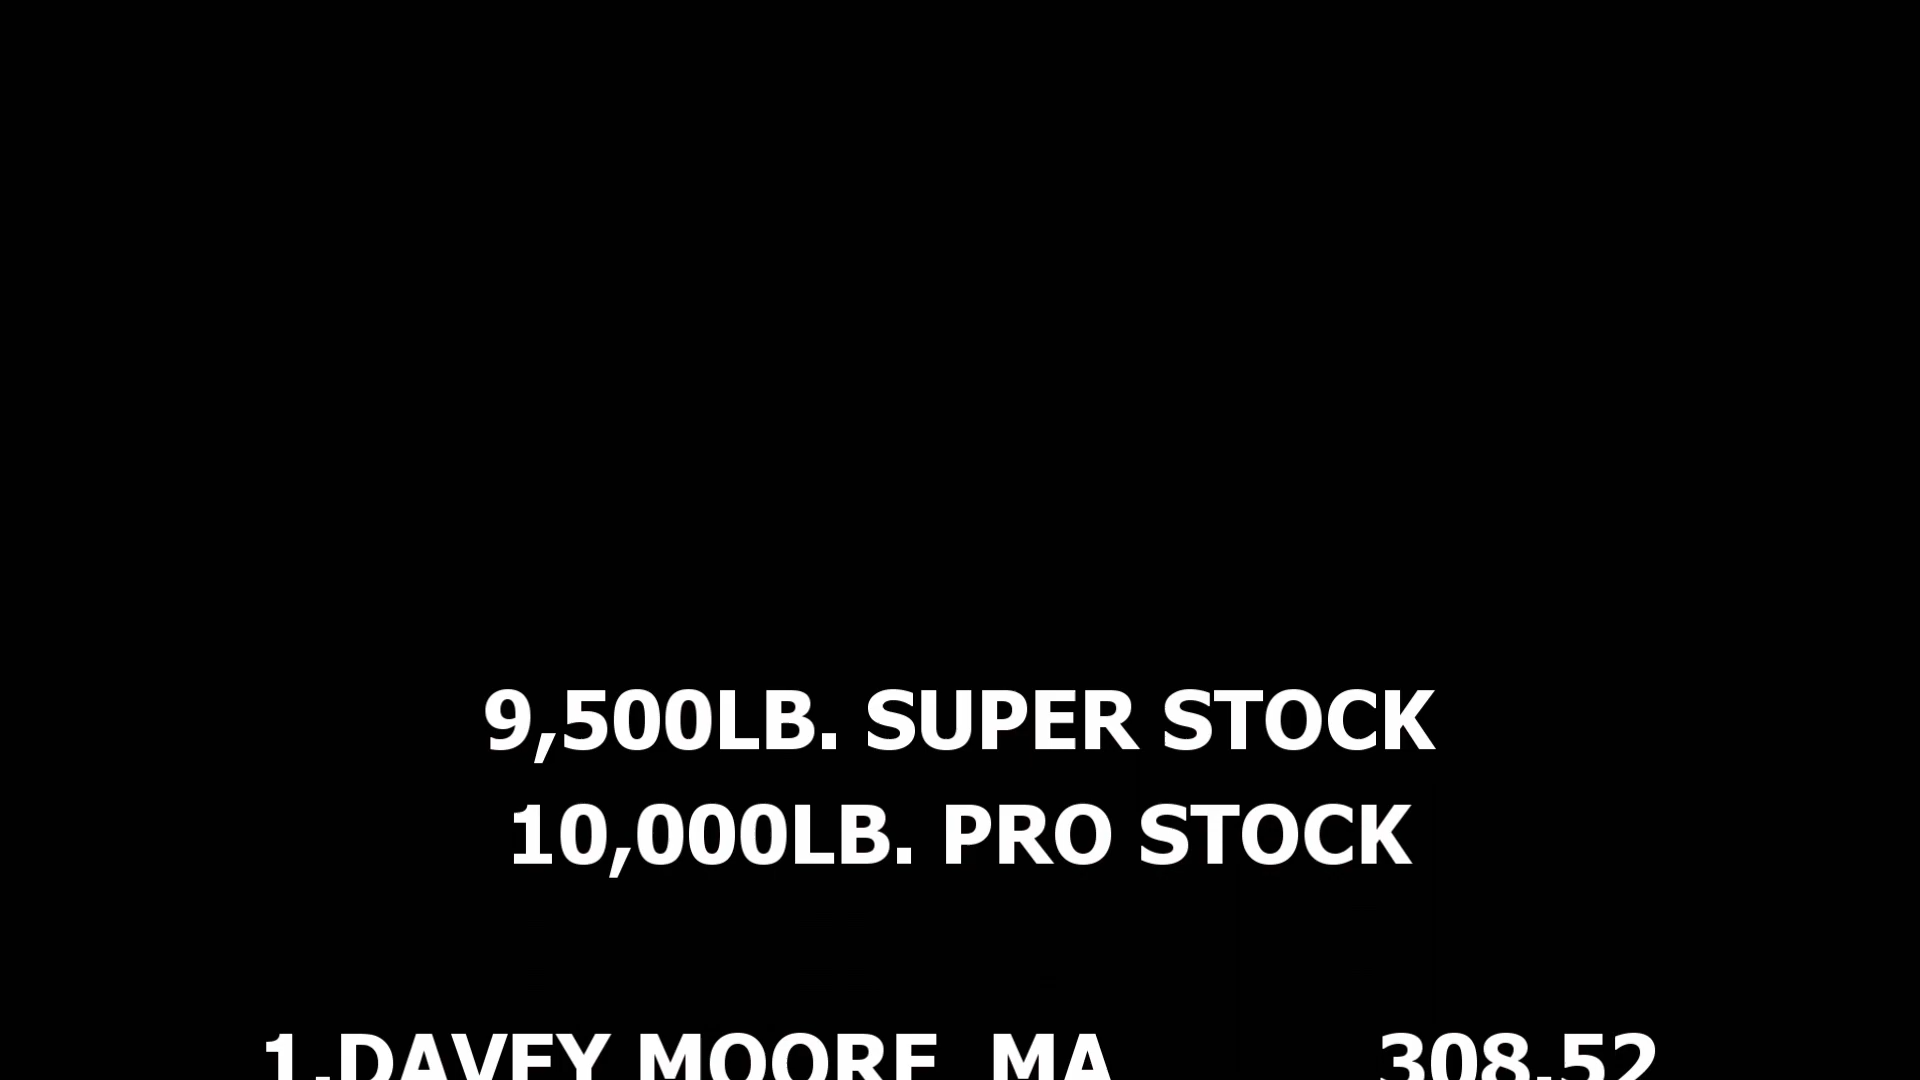 9,500LB. SUPER STOCK
10,000LB. PRO STOCK
1.DAVEY MOORE, MA 308.52